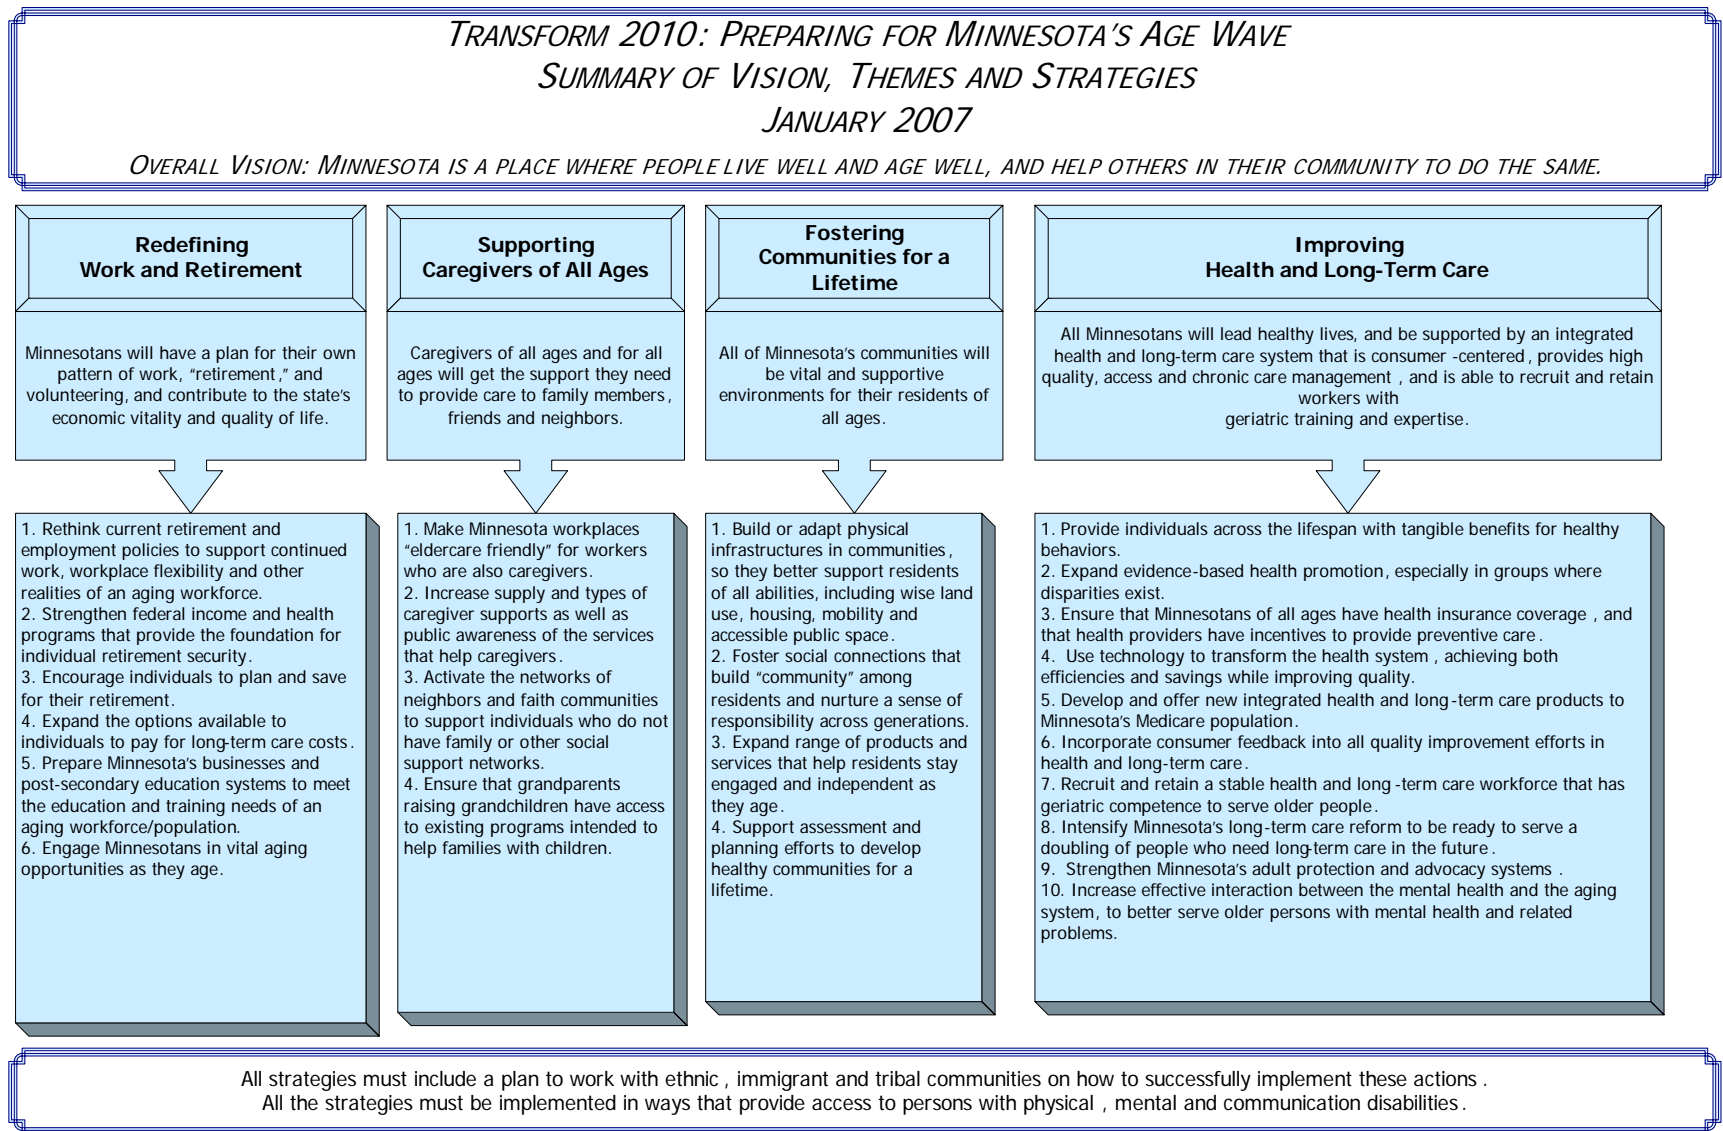 TRANSFORM 2010: PREPARING FOR MINNESOTA'S AGE WAVE
SUMMARY OF VISION, THEMES AND STRATEGIES
JANUARY 2007
OVERALL VISION: MINNESOTA IS A PLACE WHERE PEOPLE LIVE WELL AND AGE WELL, AND HELP OTHERS IN THEIR COMMUNITY TO DO THE SAME.
Redefining
Work and Retirement
Minnesotans will have a plan for their own
pattern of work, “retirement,” and
volunteering, and contribute to the state’s
economic vitality and quality of life.
1. Rethink current retirement and
employment policies to support continued
work, workplace flexibility and other
realities of an aging workforce.
2. Strengthen federal income and health
programs that provide the foundation for
individual retirement security.
3. Encourage individuals to plan and save
for their retirement.
4. Expand the options available to
individuals to pay for long-term care costs.
5. Prepare Minnesota’s businesses and
post-secondary education systems to meet
the education and training needs of an
aging workforce/population.
6. Engage Minnesotans in vital aging
opportunities as they age.
Supporting
Caregivers of All Ages
Caregivers of all ages and for all
ages will get the support they need
to provide care to family members,
friends and neighbors.
1. Make Minnesota workplaces
“eldercare friendly” for workers
who are also caregivers.
2. Increase supply and types of
caregiver supports as well as
public awareness of the services
that help caregivers.
3. Activate the networks of
neighbors and faith communities
to support individuals who do not
have family or other social
support networks.
4. Ensure that grandparents
raising grandchildren have access
to existing programs intended to
help families with children.
Fostering
Communities for a
Lifetime
All of Minnesota’s communities will
be vital and supportive
environments for their residents of
all ages.
1. Build or adapt physical
infrastructures in communities,
so they better support residents
of all abilities, including wise land
use, housing, mobility and
accessible public space.
2. Foster social connections that
build “community” among
residents and nurture a sense of
responsibility across generations.
3. Expand range of products and
services that help residents stay
engaged and independent as
they age.
4. Support assessment and
planning efforts to develop
healthy communities for a
lifetime.
Improving
Health and Long-Term Care
All Minnesotans will lead healthy lives, and be supported by an integrated
health and long-term care system that is consumer -centered, provides high
quality, access and chronic care management , and is able to recruit and retain
workers with
geriatric training and expertise.
1. Provide individuals across the lifespan with tangible benefits for healthy
behaviors.
2. Expand evidence-based health promotion, especially in groups where
disparities exist.
3. Ensure that Minnesotans of all ages have health insurance coverage , and
that health providers have incentives to provide preventive care.
4. Use technology to transform the health system , achieving both
efficiencies and savings while improving quality.
5. Develop and offer new integrated health and long-term care products to
Minnesota’s Medicare population.
6. Incorporate consumer feedback into all quality improvement efforts in
health and long-term care.
7. Recruit and retain a stable health and long -term care workforce that has
geriatric competence to serve older people.
8. Intensify Minnesota’s long-term care reform to be ready to serve a
doubling of people who need long-term care in the future.
9. Strengthen Minnesota’s adult protection and advocacy systems .
10. Increase effective interaction between the mental health and the aging
system, to better serve older persons with mental health and related
problems.
All strategies must include a plan to work with ethnic , immigrant and tribal communities on how to successfully implement these actions .
All the strategies must be implemented in ways that provide access to persons with physical , mental and communication disabilities.